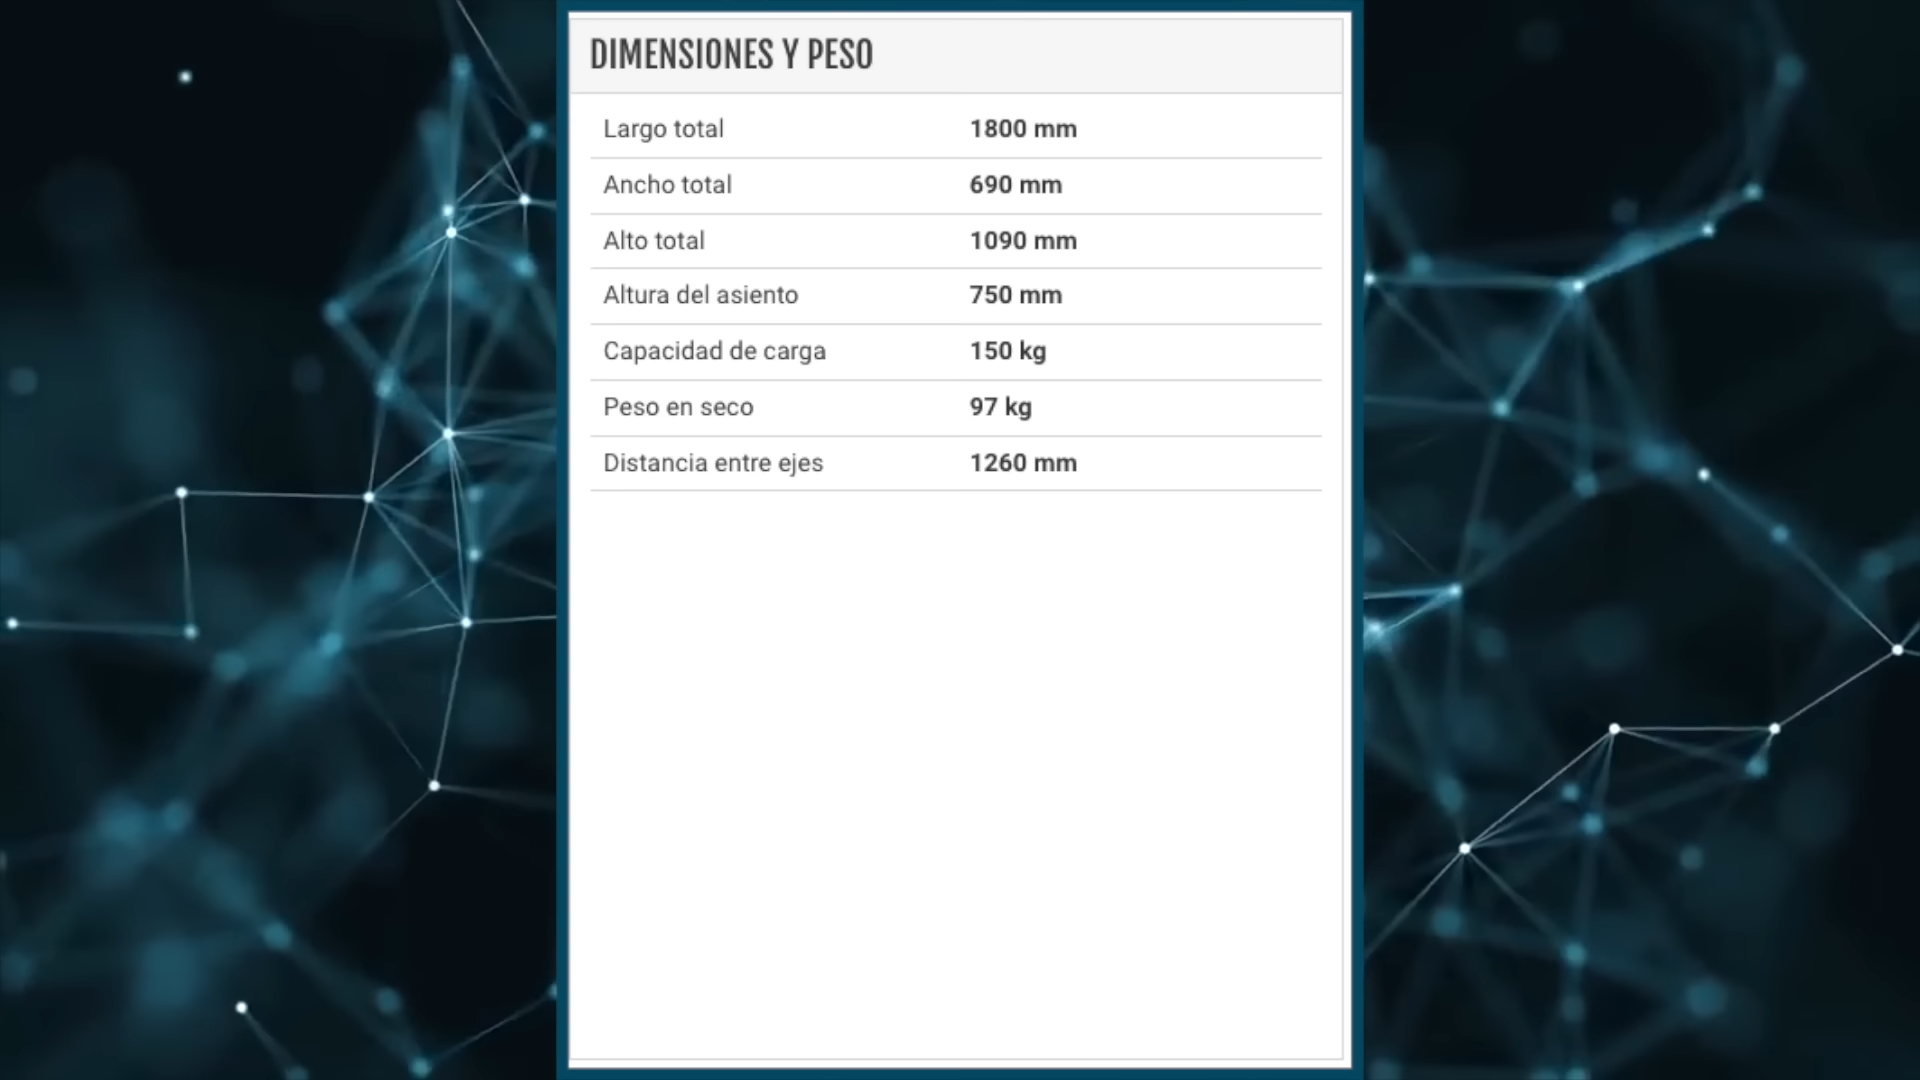 DIMENSIONES Y PESO
Largo total 1800 mm
Ancho total 690 mm
Alto total 1090 mm
Altura del asiento 750 mm
Capacidad de carga 150 kg
Peso en seco 97 kg
Distancia entre ejes 1260 mm